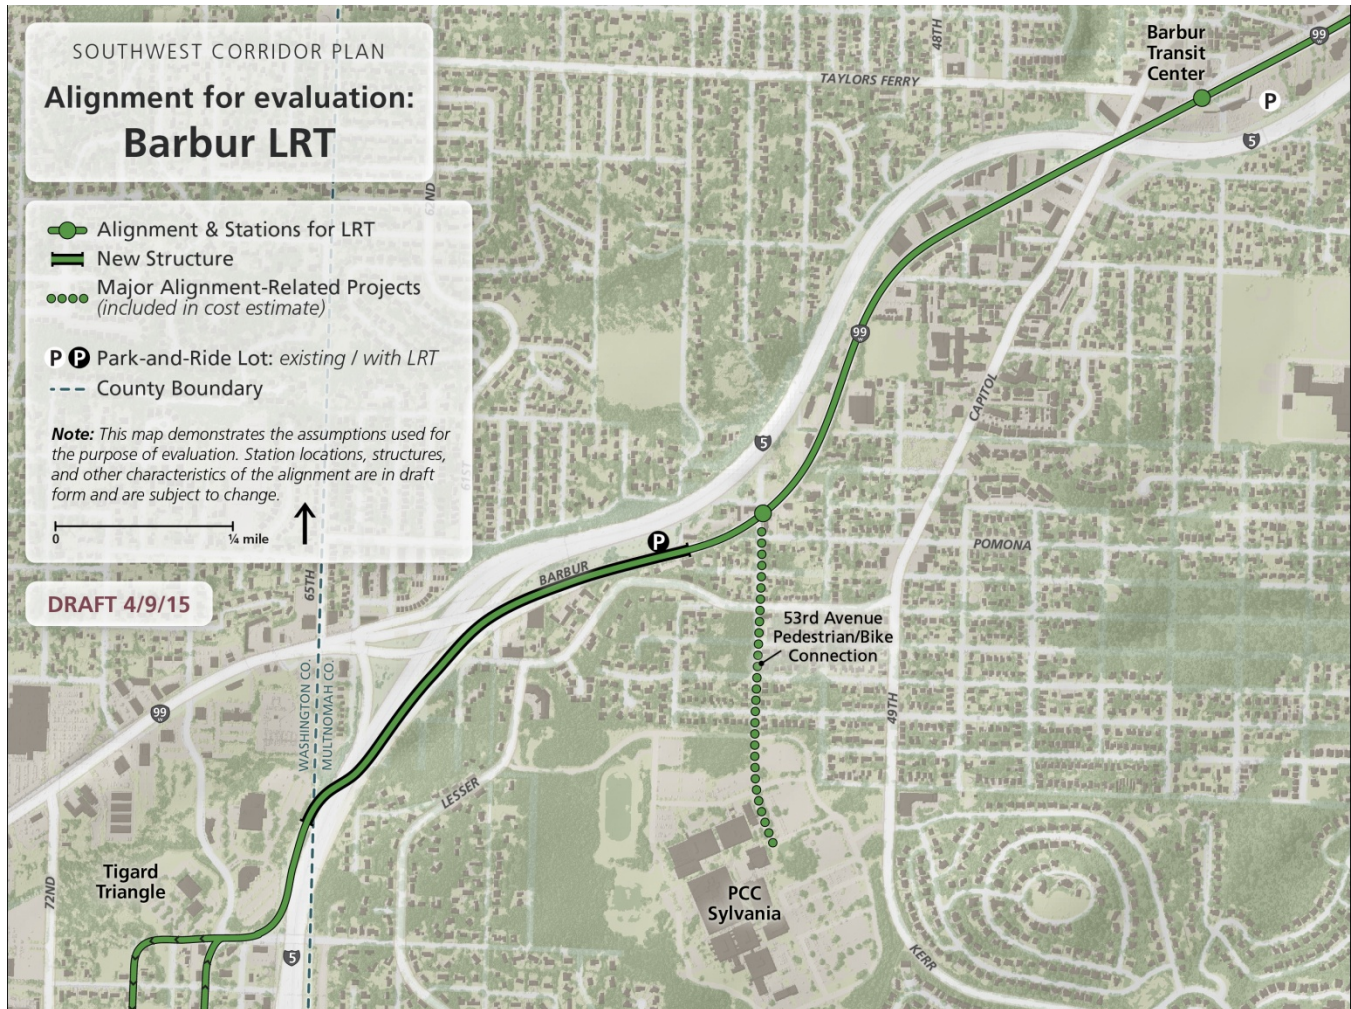 SOUTHWEST CORRIDOR PLAN
Alignment for evaluation:
Barbur LRT
Alignment & Stations for LRT
New Structure
Major Alignment-Related Projects
(included in cost estimate)
P P Park-and-Ride Lot: existing / with LRT
County Boundary
Note: This map demonstrates the assumptions used for
the purpose of evaluation. Station locations, structures,
and other characteristics of the alignment are in draft
form and are subject to change.
0 ¼ mile
DRAFT 4/9/15
62ND
61ST
65TH
48TH
TAYLORS FERRY
Barbur
Transit
Center
99
W
P
5
99
W
CAPITOL
5
P
BARBUR
POMONA
53rd Avenue
Pedestrian/Bike
Connection
WASHINGTON CO.
MULTNOMAH CO.
99
W
49TH
LESSER
Tigard
Triangle
72ND
PCC
Sylvania
5
KERR